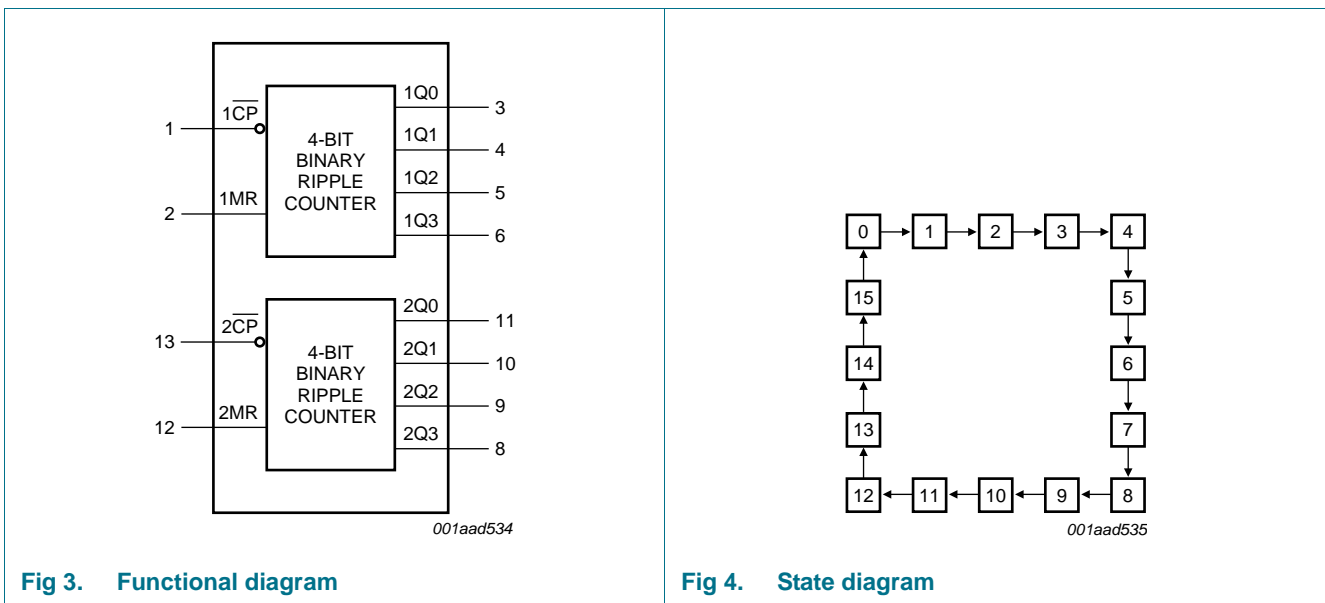 1
1C̅P̅
2
1MR
4-BIT
BINARY
RIPPLE
COUNTER
1Q0
3
1Q1
4
1Q2
5
1Q3
6
13
2C̅P̅
12
2MR
4-BIT
BINARY
RIPPLE
COUNTER
2Q0
11
2Q1
10
2Q2
9
2Q3
8
001aad534
Fig 3. Functional diagram
0 1 2 3 4
15 5
14 6
13 7
12 11 10 9 8
001aad535
Fig 4. State diagram